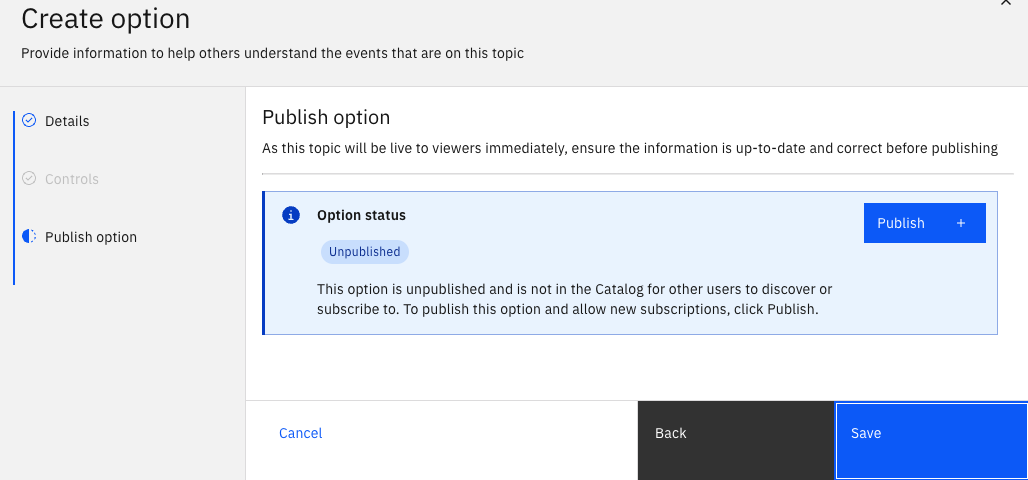 Create option
Provide information to help others understand the events that are on this topic
Details
Controls
Publish option
Publish option
As this topic will be live to viewers immediately, ensure the information is up-to-date and correct before publishing
Option status
Publish +
Unpublished
This option is unpublished and is not in the Catalog for other users to discover or
subscribe to. To publish this option and allow new subscriptions, click Publish.
Cancel
Back
Save